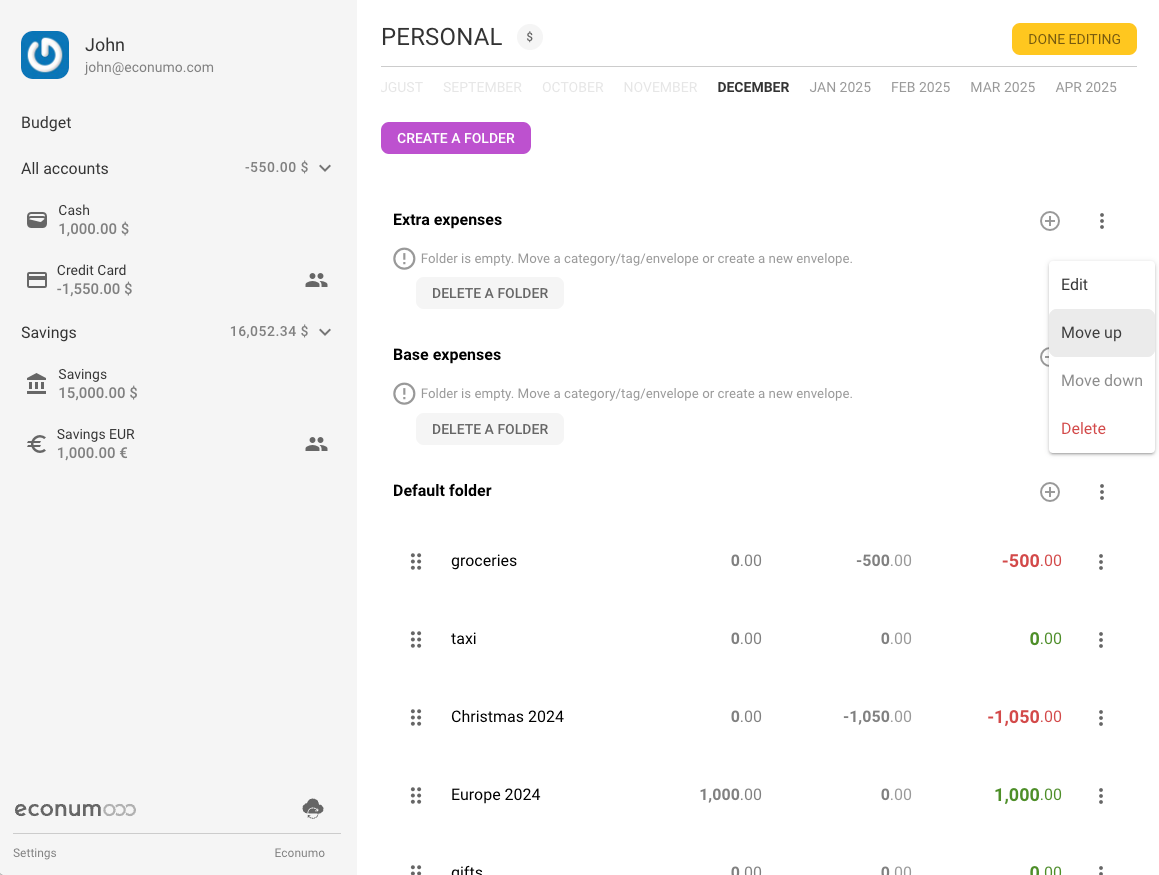 John
john@econumo.com
Budget
All accounts -550.00 $
Cash
1,000.00 $
Credit Card
-1,550.00 $
Savings 16,052.34 $
Savings
15,000.00 $
Savings EUR
1,000.00 €
econumo
Settings Econumo
PERSONAL $ DONE EDITING
SEPTEMBER OCTOBER NOVEMBER DECEMBER JAN 2025 FEB 2025 MAR 2025 APR 2025
CREATE A FOLDER
Extra expenses
Folder is empty. Move a category/tag/envelope or create a new envelope.
DELETE A FOLDER
Edit
Move up
Move down
Delete
Base expenses
Folder is empty. Move a category/tag/envelope or create a new envelope.
DELETE A FOLDER
Default folder
groceries 0.00 -500.00 -500.00
taxi 0.00 0.00 0.00
Christmas 2024 0.00 -1,050.00 -1,050.00
Europe 2024 1,000.00 0.00 1,000.00
gifts 0.00 0.00 0.00